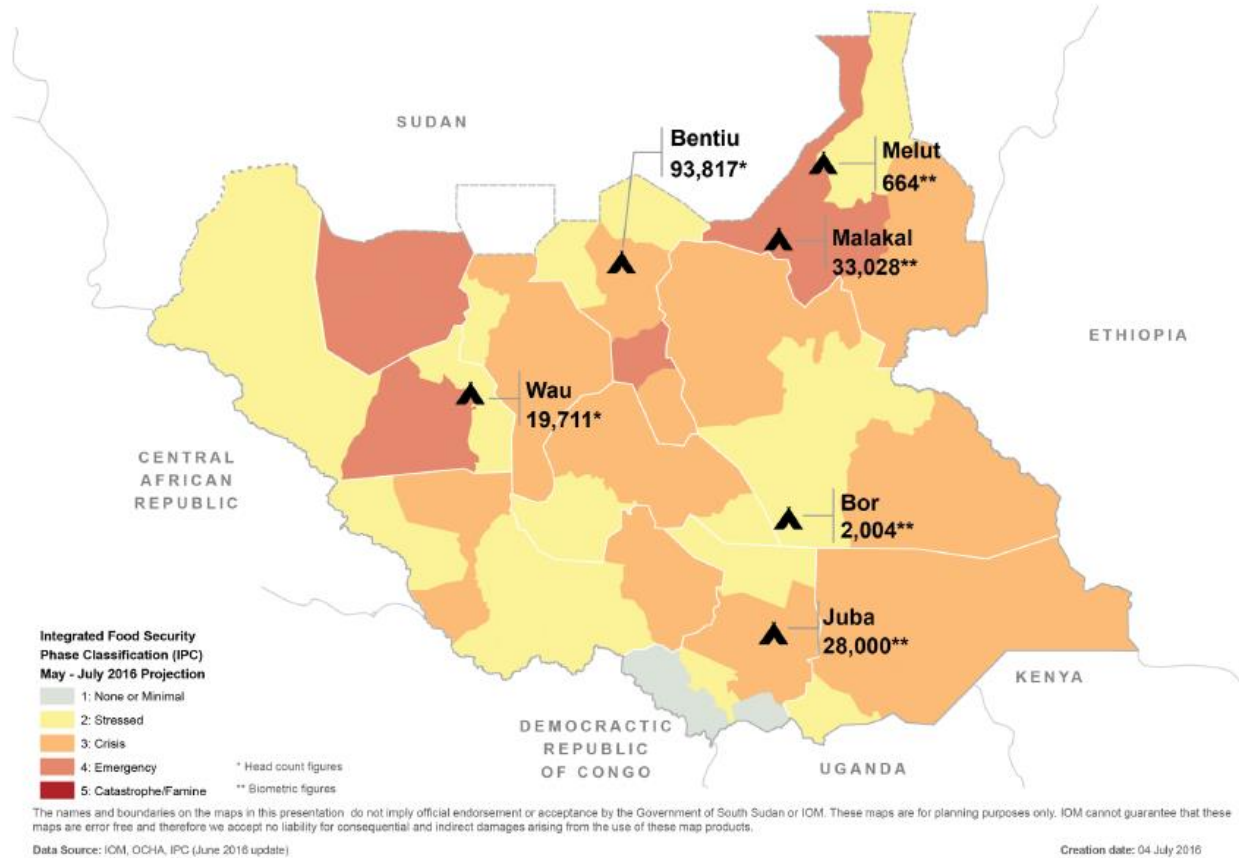 SUDAN
Bentiu
93,817*
Melut
664**
Malakal
33,028**
ETHIOPIA
Wau
19,711*
CENTRAL
AFRICAN
REPUBLIC
Bor
2,004**
Juba
28,000**
KENYA
DEMOCRACTIC
REPUBLIC
OF CONGO
UGANDA
Integrated Food Security
Phase Classification (IPC)
May - July 2016 Projection
1: None or Minimal
2: Stressed
3: Crisis
4: Emergency
5: Catastrophe/Famine
* Head count figures
** Biometric figures
The names and boundaries on the maps in this presentation do not imply official endorsement or acceptance by the Government of South Sudan or IOM. These maps are for planning purposes only. IOM cannot guarantee that these
maps are error free and therefore we accept no liability for consequential and indirect damages arising from the use of these map products.
Data Source: IOM, OCHA, IPC (June 2016 update)
Creation date: 04 July 2016